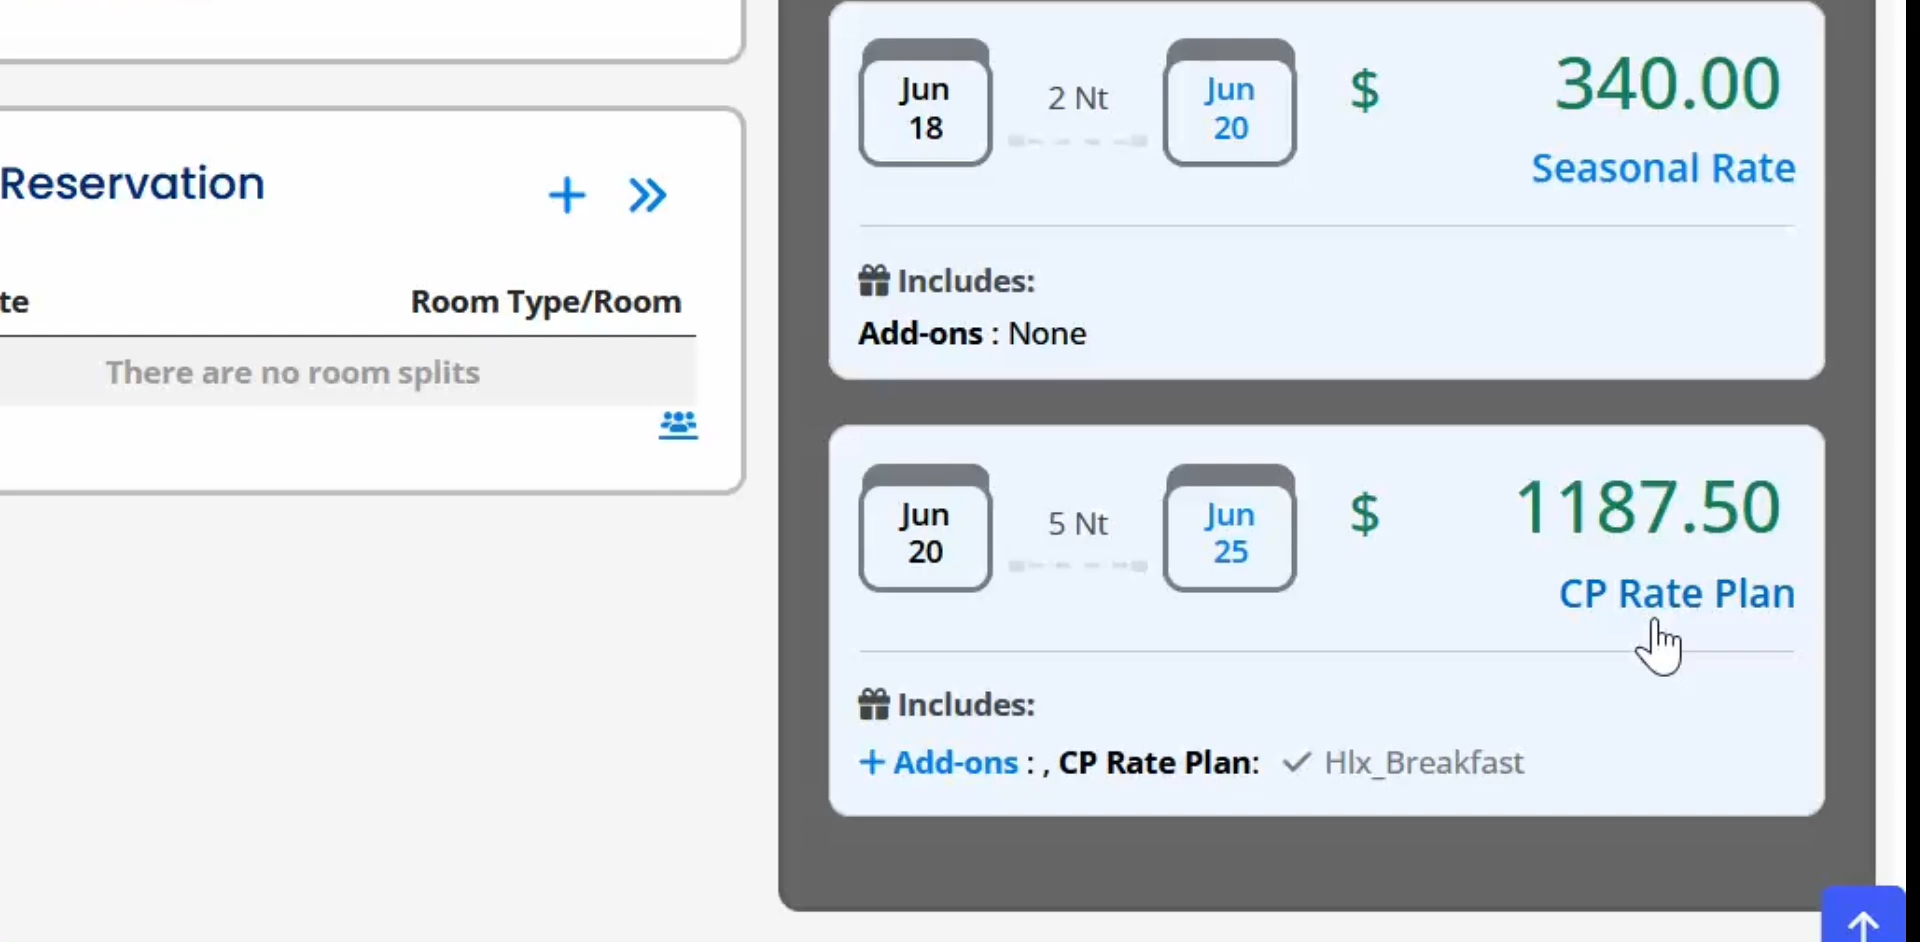 Reservation
te
Room Type/Room
There are no room splits
Jun
18
2 Nt
Jun
20
$ 340.00
Seasonal Rate
Includes:
Add-ons : None
Jun
20
5 Nt
Jun
25
$ 1187.50
CP Rate Plan
Includes:
+ Add-ons : , CP Rate Plan: ✓ Hlx_Breakfast